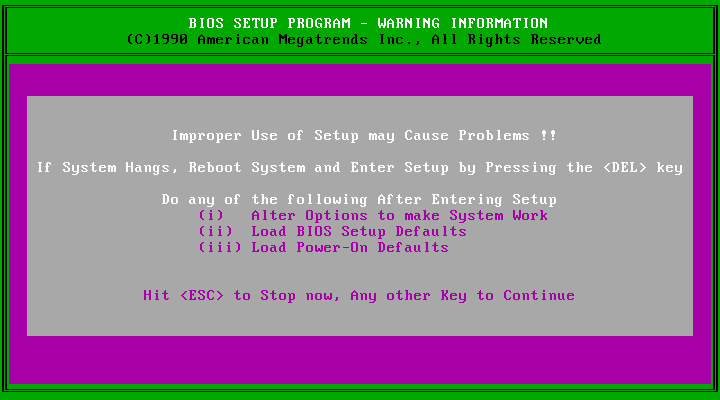 BIOS SETUP PROGRAM - WARNING INFORMATION
(C)1990 American Megatrends Inc., All Rights Reserved
Improper Use of Setup may Cause Problems !!
If System Hangs, Reboot System and Enter Setup by Pressing the <DEL> key
Do any of the following After Entering Setup
(i) Alter Options to make System Work
(ii) Load BIOS Setup Defaults
(iii) Load Power-On Defaults
Hit <ESC> to Stop now, Any other Key to Continue